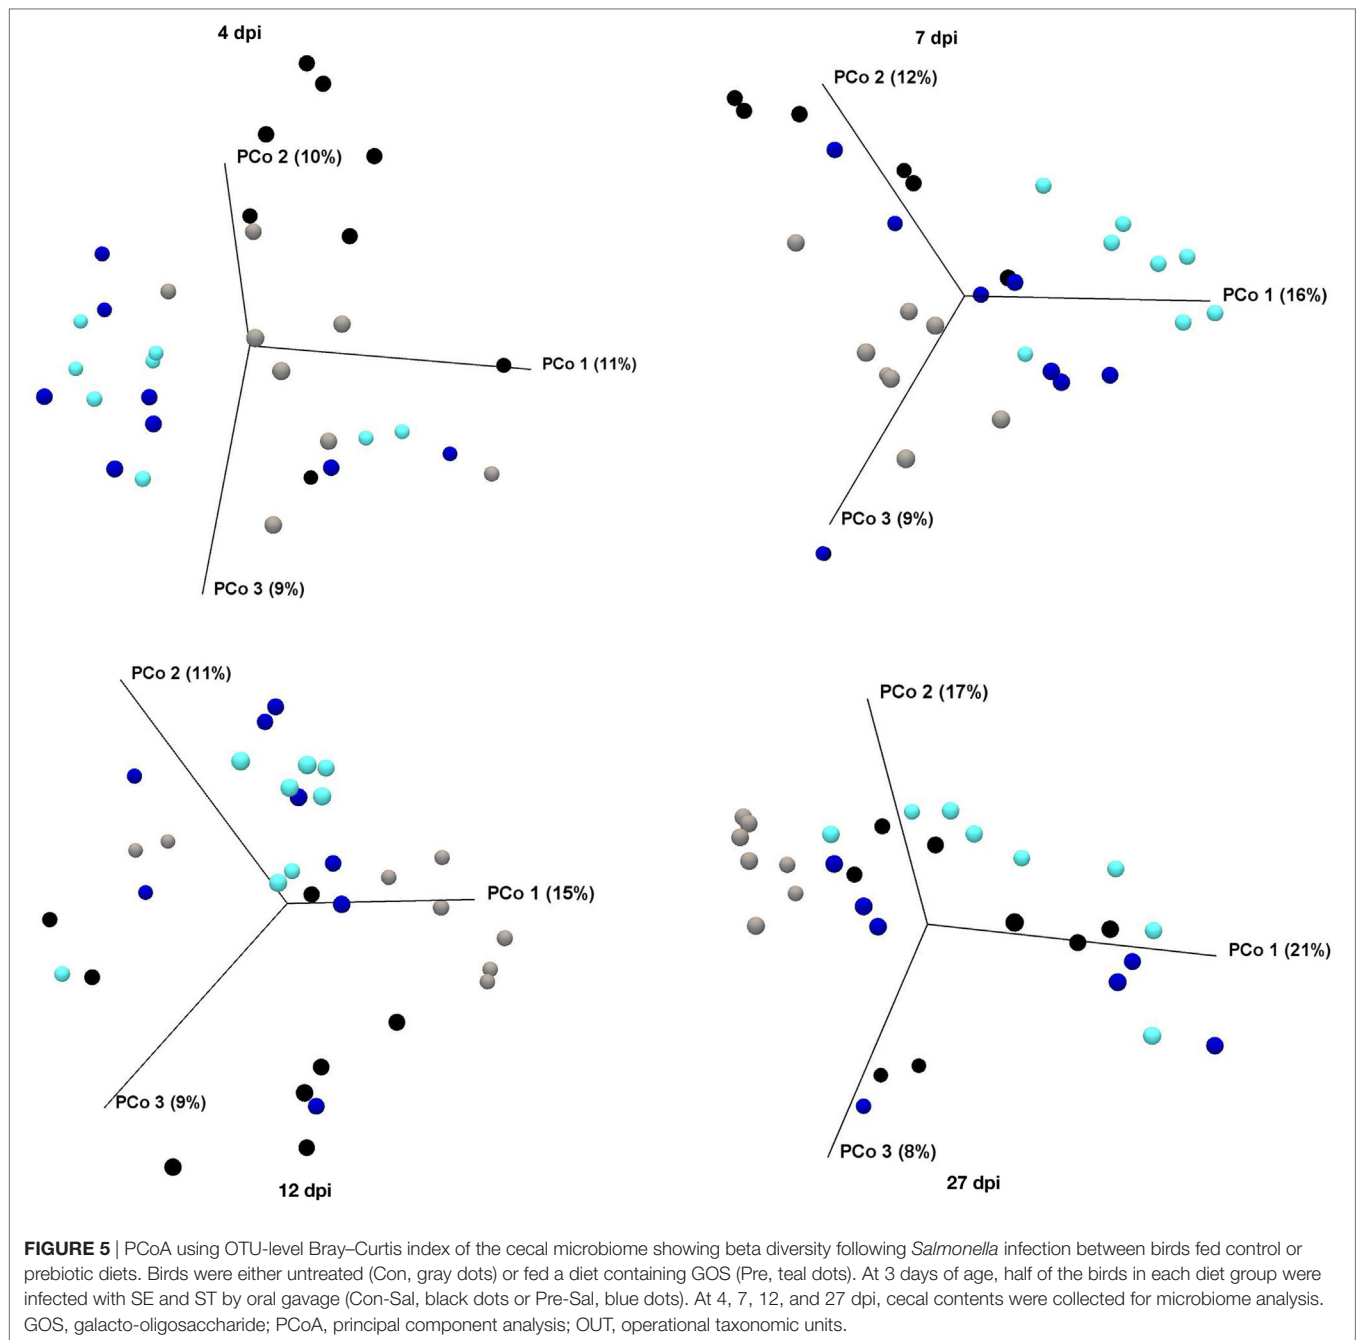 4 dpi
PCo 2 (10%)
PCo 1 (11%)
PCo 3 (9%)
7 dpi
PCo 2 (12%)
PCo 1 (16%)
PCo 3 (9%)
PCo 2 (11%)
PCo 1 (15%)
PCo 3 (9%)
12 dpi
PCo 2 (17%)
PCo 1 (21%)
PCo 3 (8%)
27 dpi
FIGURE 5 | PCoA using OTU-level Bray–Curtis index of the cecal microbiome showing beta diversity following Salmonella infection between birds fed control or
prebiotic diets. Birds were either untreated (Con, gray dots) or fed a diet containing GOS (Pre, teal dots). At 3 days of age, half of the birds in each diet group were
infected with SE and ST by oral gavage (Con-Sal, black dots or Pre-Sal, blue dots). At 4, 7, 12, and 27 dpi, cecal contents were collected for microbiome analysis.
GOS, galacto-oligosaccharide; PCoA, principal component analysis; OUT, operational taxonomic units.